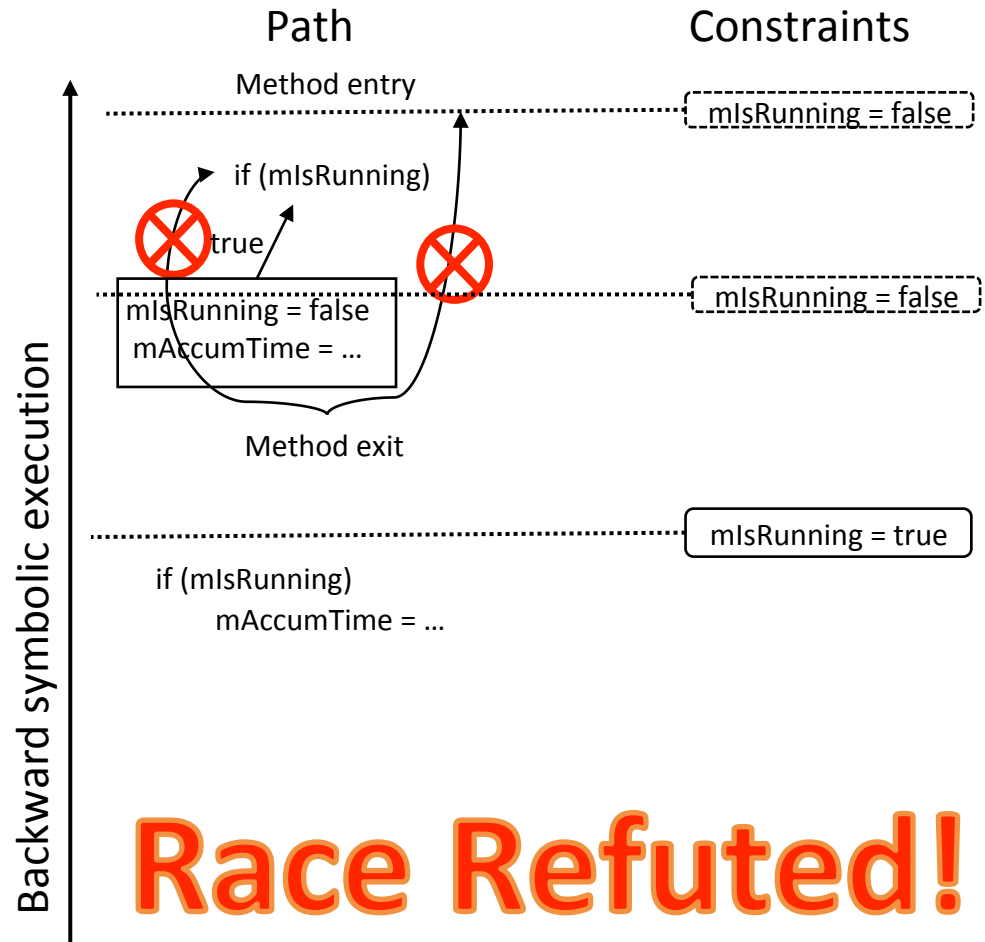 Path
Constraints
Method entry
mIsRunning = false
if (mIsRunning)
true
mIsRunning = false
mIsRunning = false
mAccumTime = ...
Method exit
mIsRunning = true
if (mIsRunning)
mAccumTime = ...
Backward symbolic execution
Race Refuted!